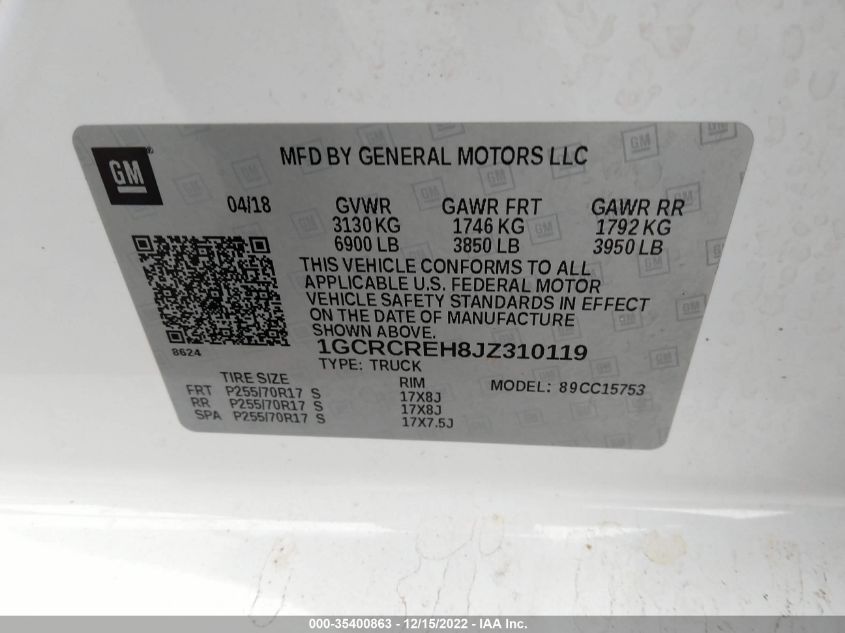 GM ®
MFD BY GENERAL MOTORS LLC
04/18 GVWR GAWR FRT GAWR RR
3130 KG 1746 KG 1792 KG
6900 LB 3850 LB 3950 LB
THIS VEHICLE CONFORMS TO ALL
APPLICABLE U.S. FEDERAL MOTOR
VEHICLE SAFETY STANDARDS IN EFFECT
ON THE DATE OF MANUFACTURE
SHOWN ABOVE.
8624
1GCRCREH8JZ310119
TYPE: TRUCK
TIRE SIZE RIM MODEL: 89CC15753
FRT P255/70R17 S 17X8J
RR P255/70R17 S 17X8J
SPA P255/70R17 S 17X7.5J
000-35400863 - 12/15/2022 - IAA Inc.